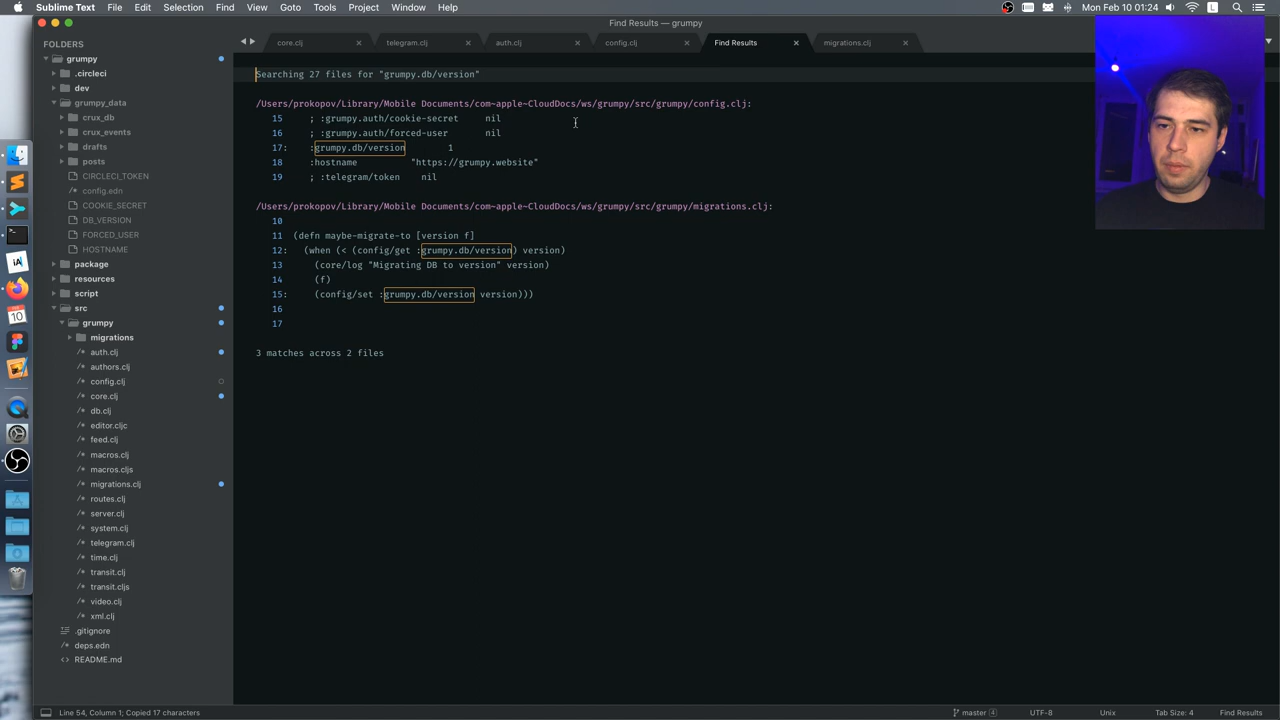 Sublime Text File Edit Selection Find View Goto Tools Project Window Help
Mon Feb 10 01:24
Find Results — grumpy
core.clj
telegram.clj
auth.clj
config.clj
Find Results
migrations.clj
FOLDERS
grumpy
.circleci
dev
grumpy_data
crux_db
crux_events
drafts
posts
CIRCLECI_TOKEN
config.edn
COOKIE_SECRET
DB_VERSION
FORCED_USER
HOSTNAME
package
resources
script
src
grumpy
migrations
auth.clj
authors.clj
config.clj
core.clj
db.clj
editor.cljc
feed.clj
macros.clj
macros.cljs
migrations.clj
routes.clj
server.clj
system.clj
telegram.clj
time.clj
transit.clj
transit.cljs
video.clj
xml.clj
.gitignore
deps.edn
README.md
Searching 27 files for "grumpy.db/version"
/Users/prokopov/Library/Mobile Documents/com~apple~CloudDocs/ws/grumpy/src/grumpy/config.clj:
15 ; :grumpy.auth/cookie-secret nil
16 ; :grumpy.auth/forced-user nil
17: :grumpy.db/version 1
18 :hostname "https://grumpy.website"
19 ; :telegram/token nil
/Users/prokopov/Library/Mobile Documents/com~apple~CloudDocs/ws/grumpy/src/grumpy/migrations.clj:
10
11 (defn maybe-migrate-to [version f]
12: (when (< (config/get :grumpy.db/version) version)
13 (core/log "Migrating DB to version" version)
14 (f)
15: (config/set :grumpy.db/version version)))
16
17
3 matches across 2 files
Line 54, Column 1; Copied 17 characters
master 4
UTF-8
Unix
Tab Size: 4
Find Results